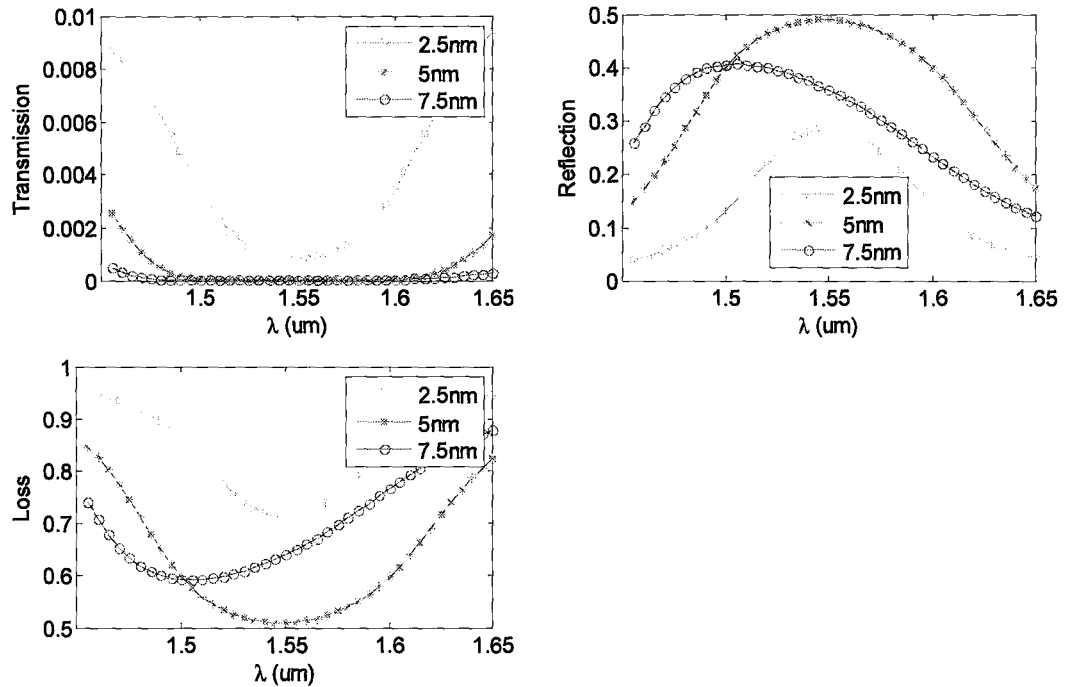 0.01
0.008
0.006
0.004
0.002
0
Transmission
2.5nm
5nm
7.5nm
1.5
1.55
1.6
1.65
λ (um)
0.5
0.4
0.3
0.2
0.1
0
Reflection
2.5nm
5nm
7.5nm
1.5
1.55
1.6
1.65
λ (um)
1
0.9
0.8
0.7
0.6
0.5
Loss
2.5nm
5nm
7.5nm
1.5
1.55
1.6
1.65
λ (um)